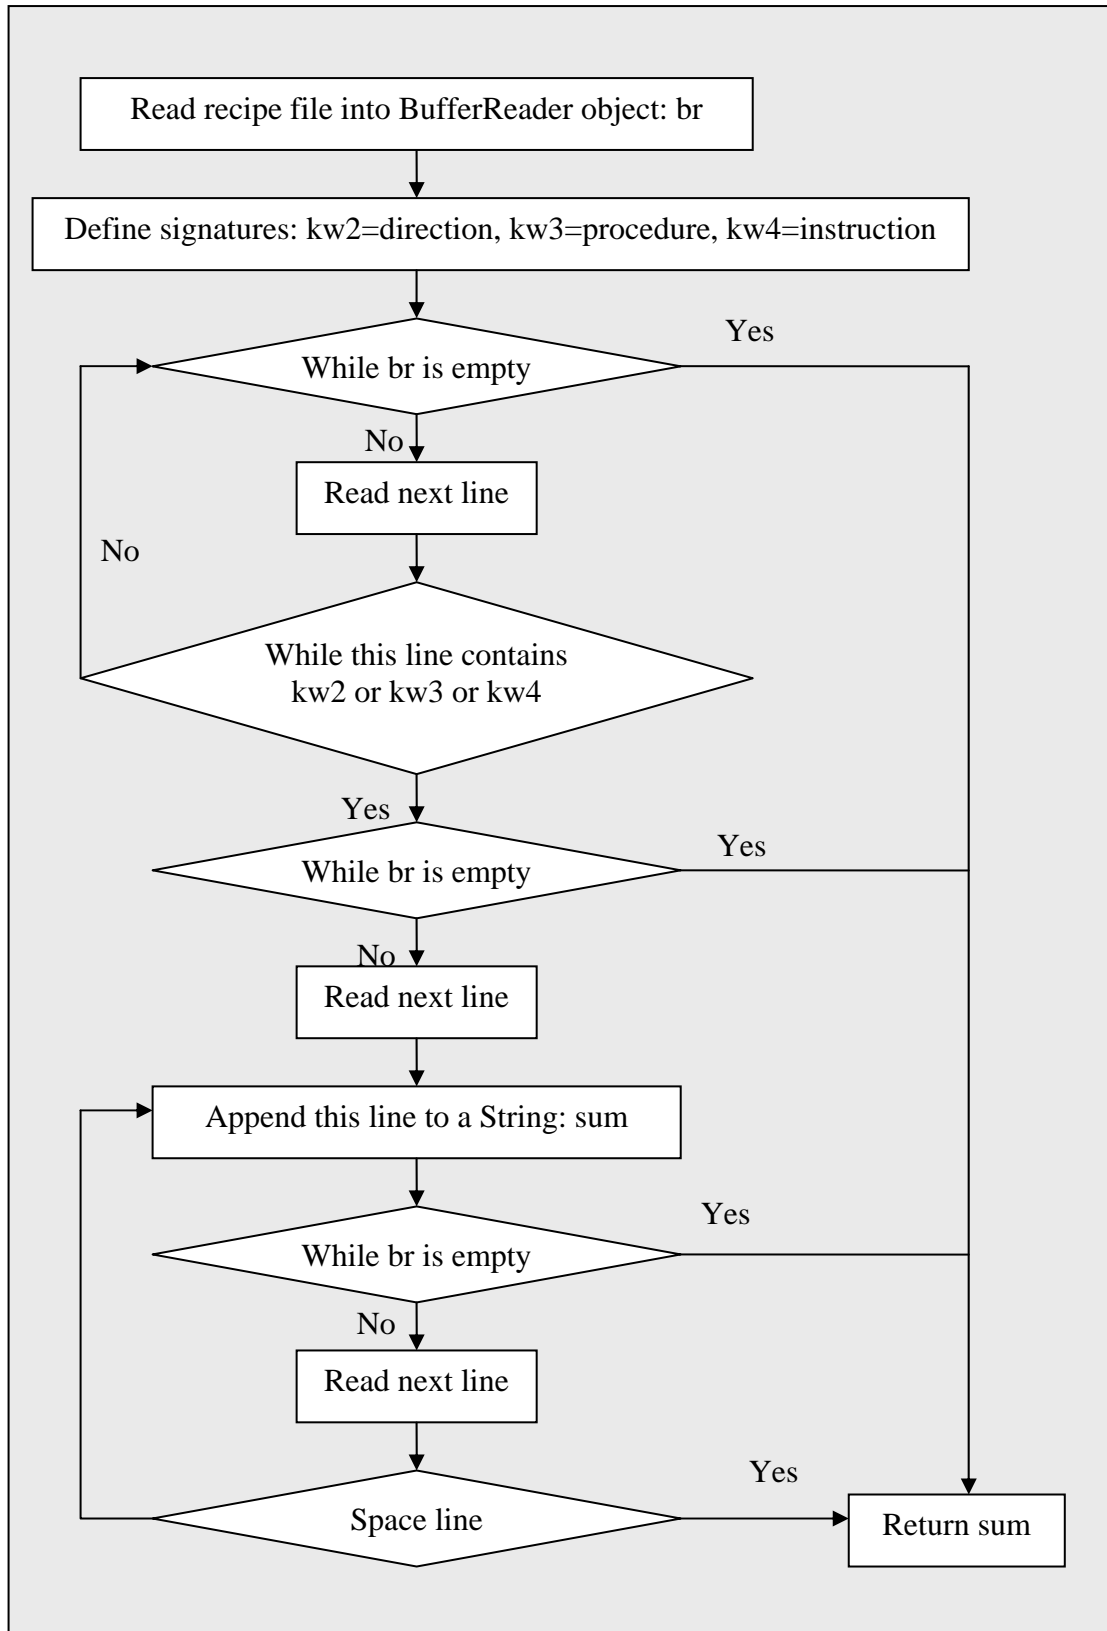 Read recipe file into BufferReader object: br
Define signatures: kw2=direction, kw3=procedure, kw4=instruction
Yes
While br is empty
No
Read next line
No
While this line contains
kw2 or kw3 or kw4
Yes
Yes
While br is empty
No
Read next line
Append this line to a String: sum
Yes
While br is empty
No
Read next line
Yes
Space line
Return sum